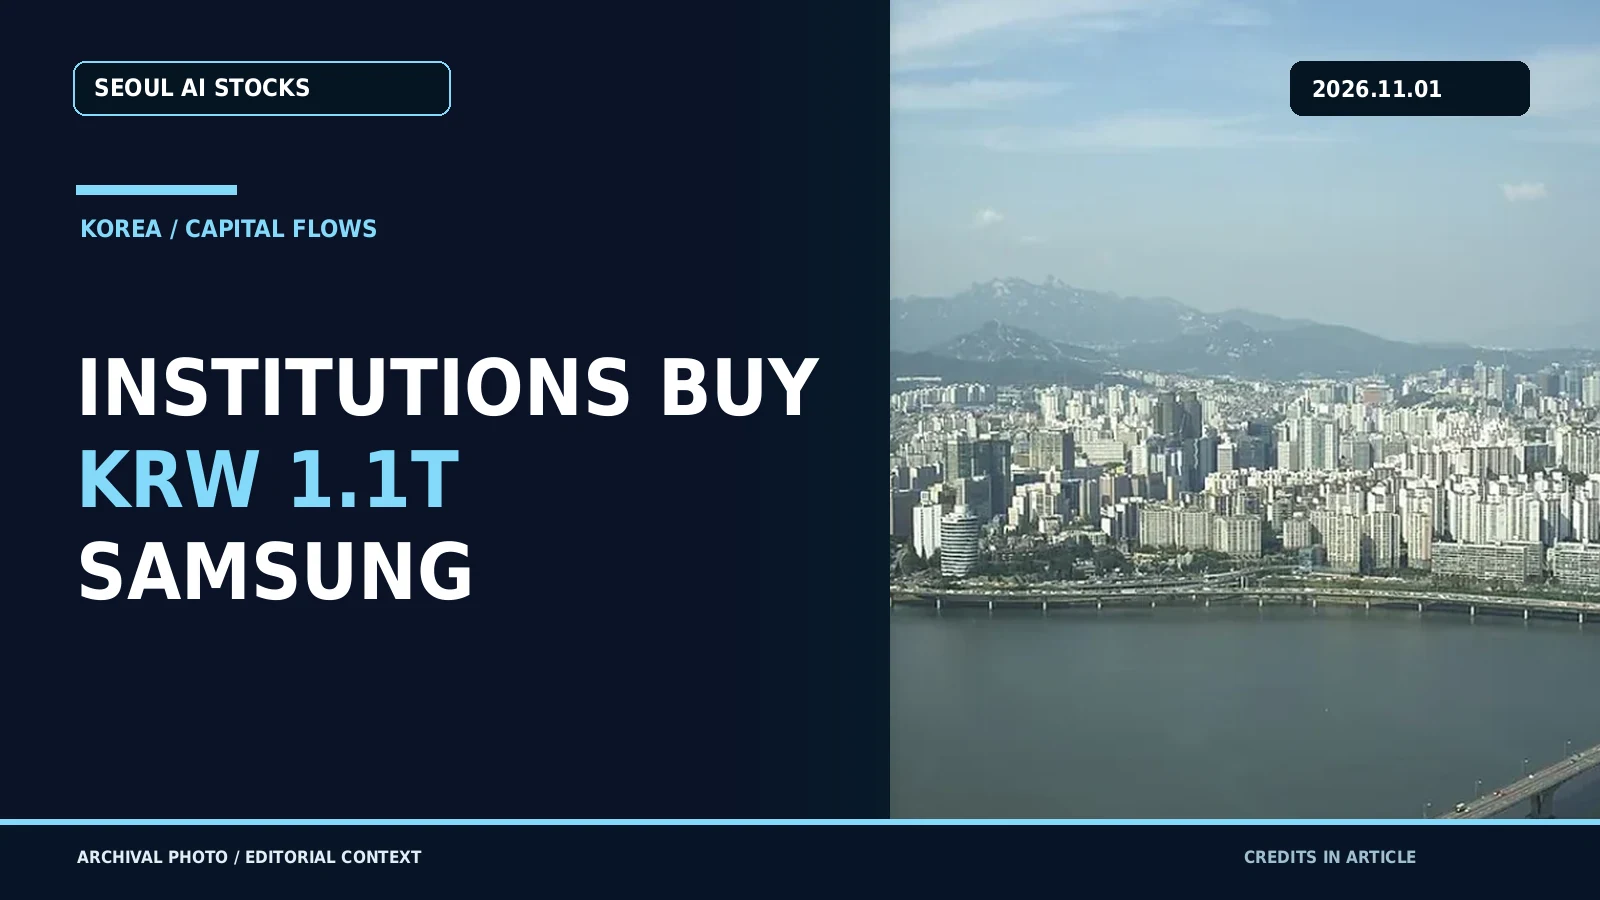 SEOUL AI STOCKS
2026.11.01
KOREA / CAPITAL FLOWS
INSTITUTIONS BUY
KRW 1.1T
SAMSUNG
ARCHIVAL PHOTO / EDITORIAL CONTEXT
CREDITS IN ARTICLE